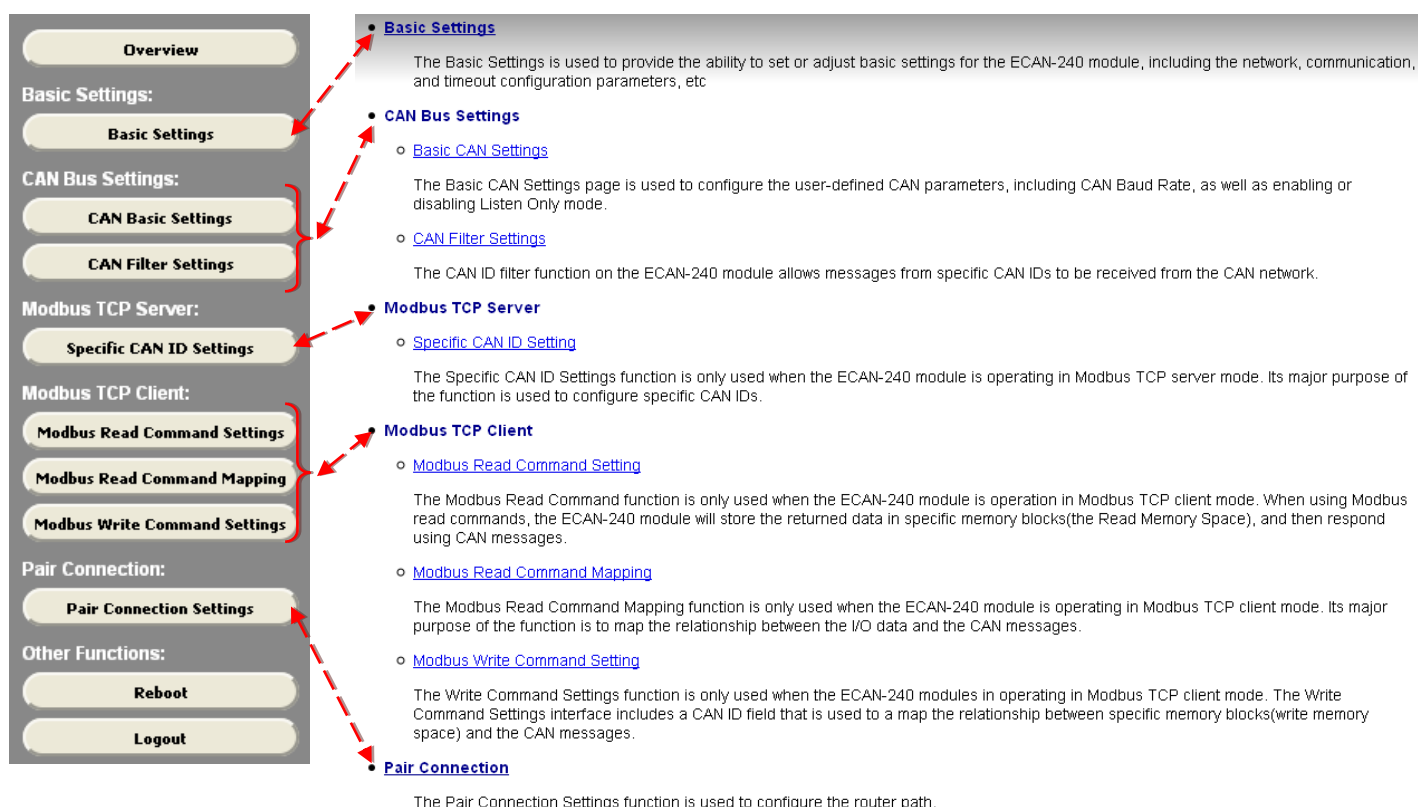 Overview
Basic Settings:
Basic Settings
CAN Bus Settings:
CAN Basic Settings
CAN Filter Settings
Modbus TCP Server:
Specific CAN ID Settings
Modbus TCP Client:
Modbus Read Command Settings
Modbus Read Command Mapping
Modbus Write Command Settings
Pair Connection:
Pair Connection Settings
Other Functions:
Reboot
Logout
Basic Settings
The Basic Settings is used to provide the ability to set or adjust basic settings for the ECAN-240 module, including the network, communication,
and timeout configuration parameters, etc
CAN Bus Settings
Basic CAN Settings
The Basic CAN Settings page is used to configure the user-defined CAN parameters, including CAN Baud Rate, as well as enabling or
disabling Listen Only mode.
CAN Filter Settings
The CAN ID filter function on the ECAN-240 module allows messages from specific CAN IDs to be received from the CAN network.
Modbus TCP Server
Specific CAN ID Setting
The Specific CAN ID Settings function is only used when the ECAN-240 module is operating in Modbus TCP server mode. Its major purpose of
the function is used to configure specific CAN IDs.
Modbus TCP Client
Modbus Read Command Setting
The Modbus Read Command function is only used when the ECAN-240 module is operation in Modbus TCP client mode. When using Modbus
read commands, the ECAN-240 module will store the returned data in specific memory blocks(the Read Memory Space), and then respond
using CAN messages.
Modbus Read Command Mapping
The Modbus Read Command Mapping function is only used when the ECAN-240 module is operating in Modbus TCP client mode. Its major
purpose of the function is to map the relationship between the I/O data and the CAN messages.
Modbus Write Command Setting
The Write Command Settings function is only used when the ECAN-240 modules in operating in Modbus TCP client mode. The Write
Command Settings interface includes a CAN ID field that is used to a map the relationship between specific memory blocks(write memory
space) and the CAN messages.
Pair Connection
The Pair Connection Settings function is used to configure the router path.